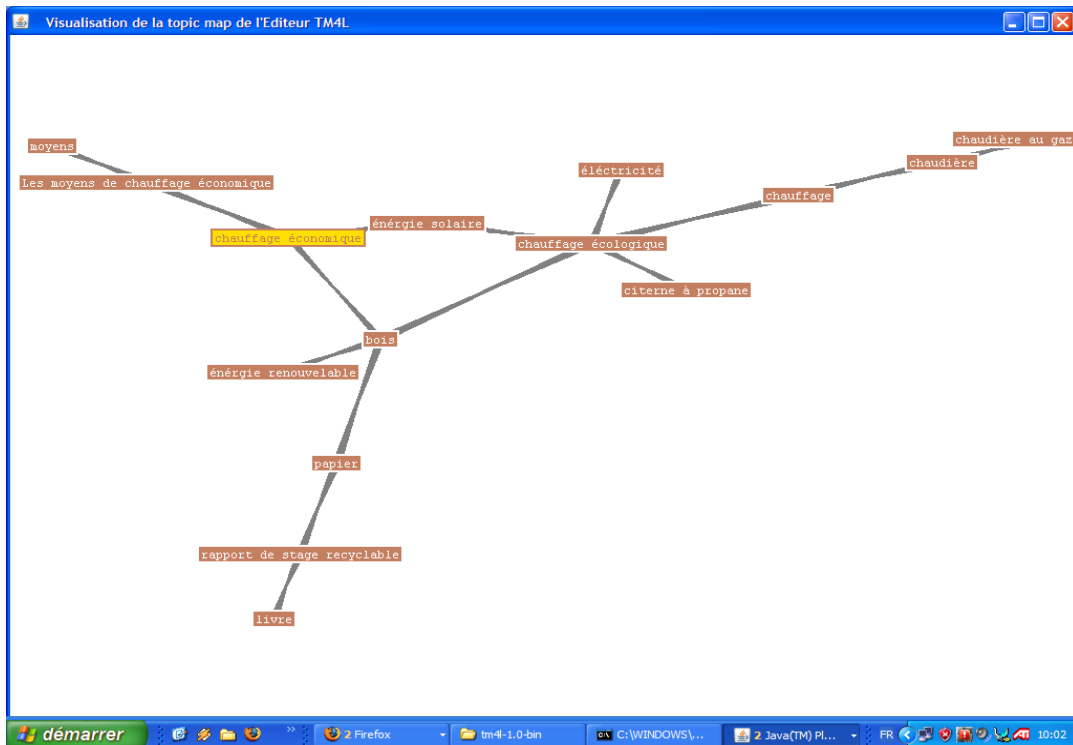 Visualisation de la topic map de l'Editeur TM4L
chaudière au gaz
moyens
chaudière
éléctricité
Les moyens de chauffage économique
chauffage
énérgie solaire
chauffage économique
chauffage écologique
citerne à propane
bois
énérgie renouvelable
papier
rapport de stage recyclable
livre
démarrer
2 Firefox
tm4l-1.0-bin
C:\WINDOWS\...
2 Java(TM) Pl...
FR
10:02